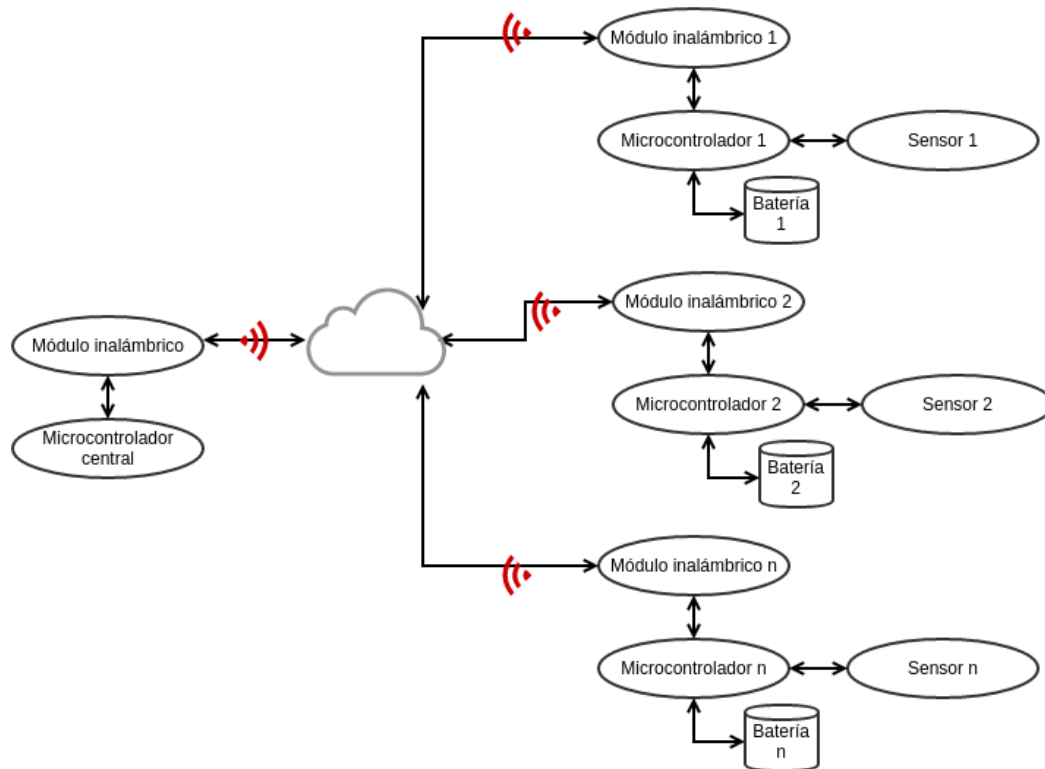 Módulo inalámbrico 1
Microcontrolador 1
Sensor 1
Batería
1
Módulo inalámbrico 2
Microcontrolador 2
Sensor 2
Batería
2
Módulo inalámbrico
Microcontrolador
central
Módulo inalámbrico n
Microcontrolador n
Sensor n
Batería
n